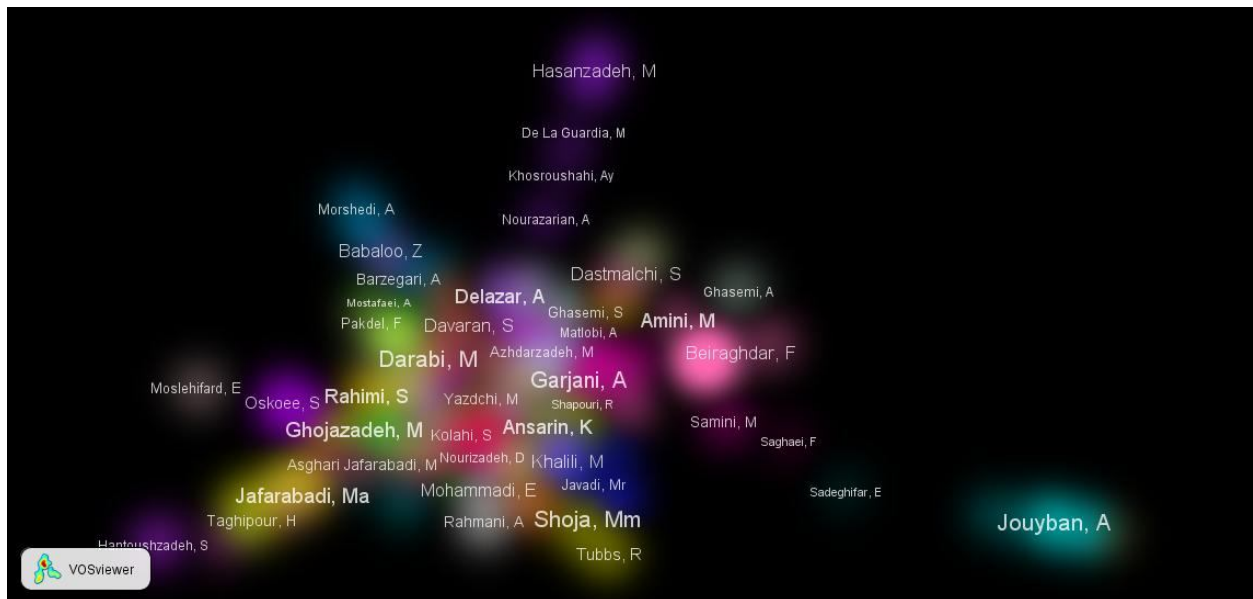 Hasanzadeh, M
De La Guardia, M
Khosroushahi, Ay
Morshedi, A
Nourazarian, A
Babaloo, Z
Dastmalchi, S
Barzegari, A
Ghasemi, A
Delazar, A
Mostafaei, A
Ghasemi, S
Pakdel, F
Davaran, S
Amini, M
Matlobi, A
Azhdarzadeh, M
Beiraghdar, F
Darabi, M
Garjani, A
Moslehifard, E
Rahimi, S
Oskoee, S
Yazdchi, M
Shapouri, R
Samini, M
Ghojazadeh, M
Kolahi, S
Ansarin, K
Saghaei, F
Nourizadeh, D
Asghari Jafarabadi, M
Khalili, M
Javadi, Mr
Mohammadi, E
Sadeghifar, E
Jafarabadi, Ma
Taghipour, H
Rahmani, A
Shoja, Mm
Jouyban, A
Hantoushzadeh, S
Tubbs, R
VOSviewer